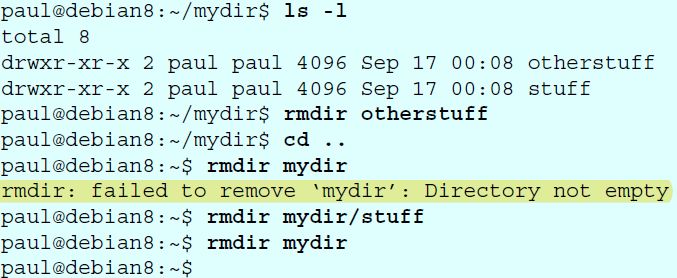 paul@debian8:~/mydir$ ls -l
total 8
drwxr-xr-x 2 paul paul 4096 Sep 17 00:08 otherstuff
drwxr-xr-x 2 paul paul 4096 Sep 17 00:08 stuff
paul@debian8:~/mydir$ rmdir otherstuff
paul@debian8:~/mydir$ cd ..
paul@debian8:~$ rmdir mydir
rmdir: failed to remove ‘mydir’: Directory not empty
paul@debian8:~$ rmdir mydir/stuff
paul@debian8:~$ rmdir mydir
paul@debian8:~$